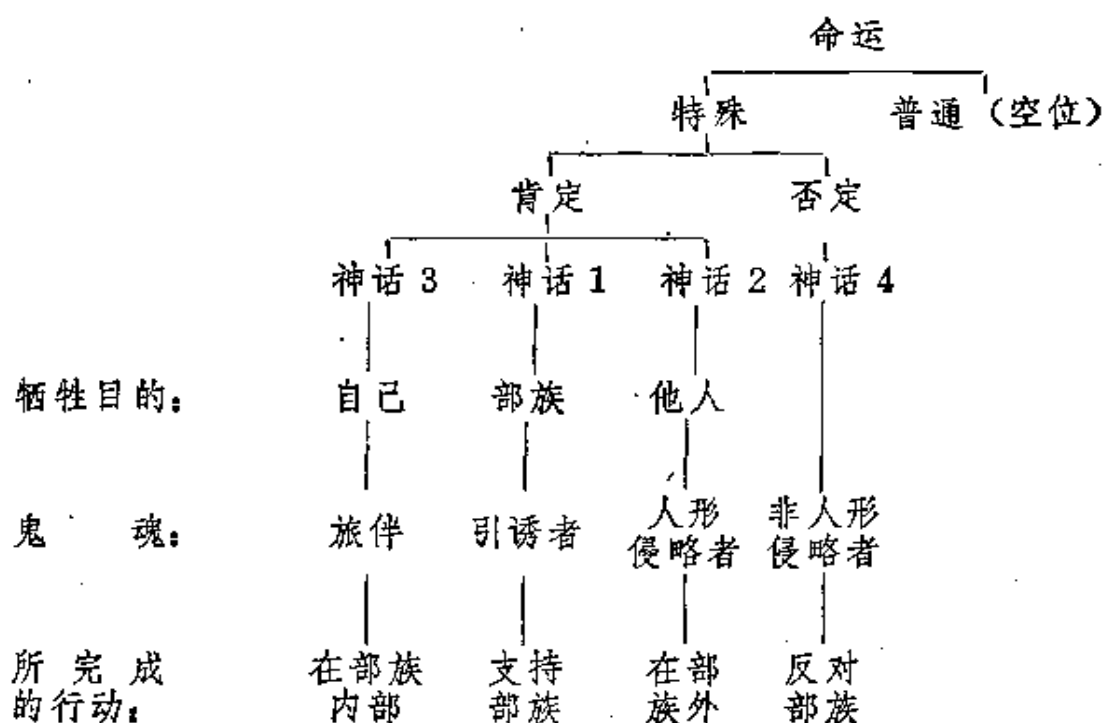 命运
特殊 普通（空位）
肯定 否定
神话3 神话1 神话2 神话4
牺牲目的： 自己 部族 他人
人形 非人形
鬼魂： 旅伴 引诱者
侵略者 侵略者
所完成 在部族 支持 在部 反对
的行动： 内部 部族 族外 部族